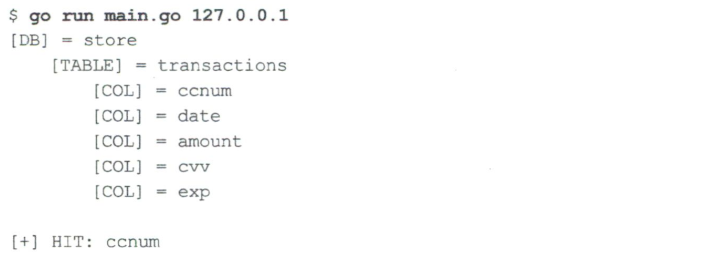 $ go run main.go 127.0.0.1
[DB] = store
    [TABLE] = transactions
        [COL] = ccnum
        [COL] = date
        [COL] = amount
        [COL] = cvv
        [COL] = exp

[+] HIT: ccnum